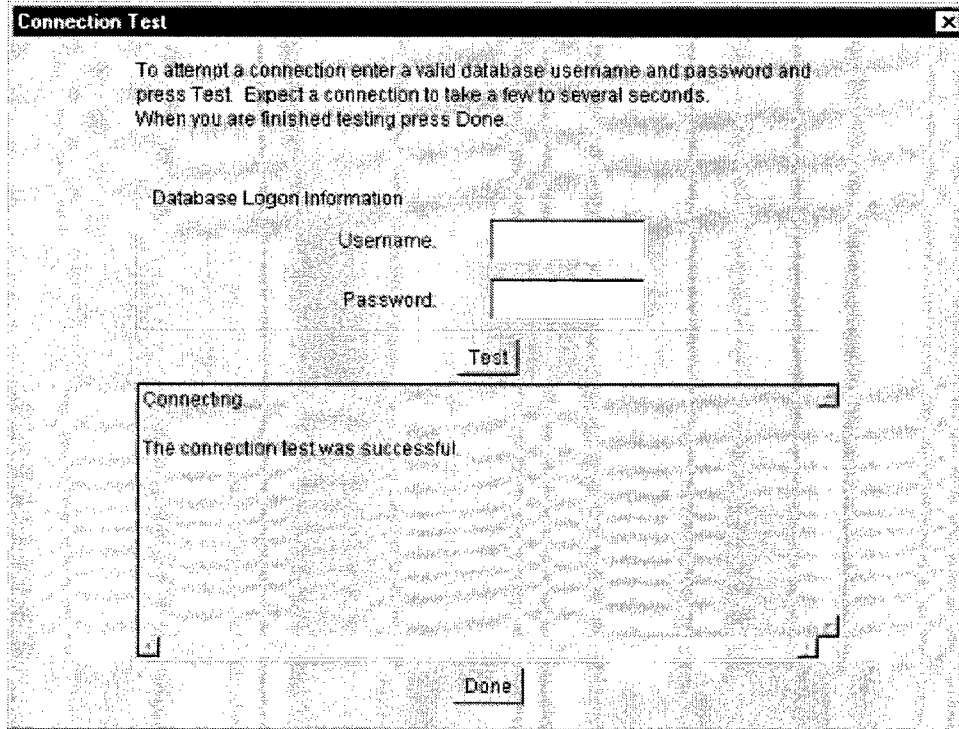 Connection Test
To attempt a connection enter a valid database username and password and
press Test. Expect a connection to take a few to several seconds.
When you are finished testing press Done.
Database Logon Information
Username:
Password:
Test
Connecting...
The connection test was successful.
Done